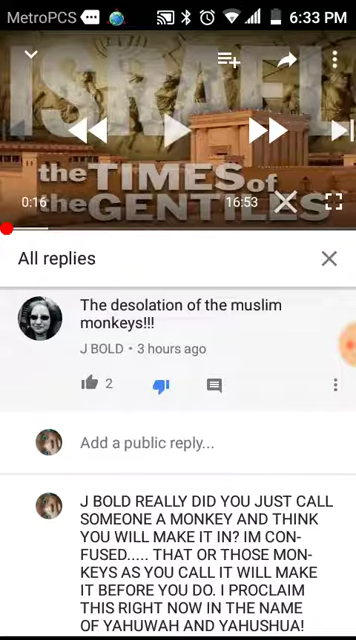 MetroPCS
6:33 PM
ISRAEL
the TIMES of
the GENTILES
0:16
16:53
All replies
The desolation of the muslim
monkeys!!!
J BOLD • 3 hours ago
2
Add a public reply...
J BOLD REALLY DID YOU JUST CALL
SOMEONE A MONKEY AND THINK
YOU WILL MAKE IT IN? IM CON-
FUSED..... THAT OR THOSE MON-
KEYS AS YOU CALL IT WILL MAKE
IT BEFORE YOU DO. I PROCLAIM
THIS RIGHT NOW IN THE NAME
OF YAHUWAH AND YAHUSHUA!